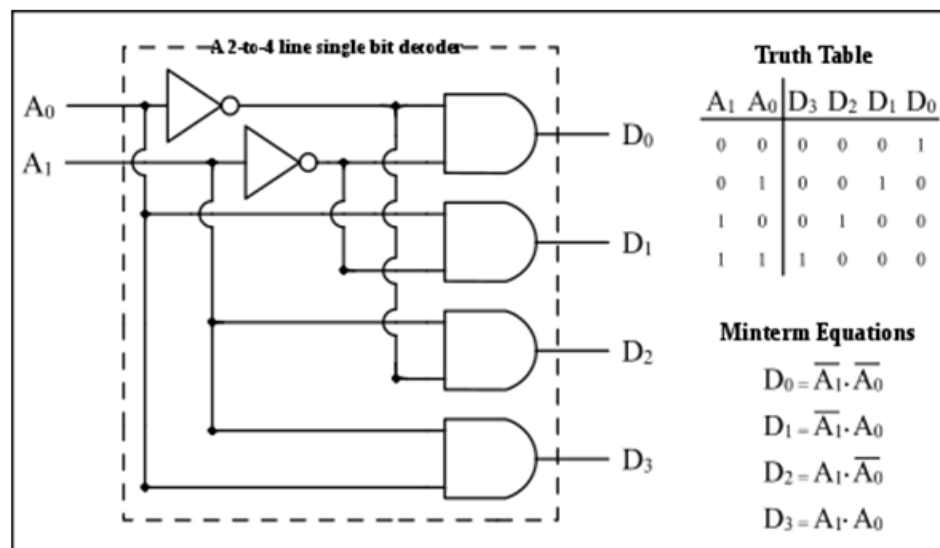 A 2-to-4 line single bit decoder
A₀
A₁
D₀
D₁
D₂
D₃
Truth Table
A₁ A₀ D₃ D₂ D₁ D₀
0 0 0 0 0 1
0 1 0 0 1 0
1 0 0 1 0 0
1 1 1 0 0 0
Minterm Equations
D₀ = A̅₁· A̅₀
D₁ = A̅₁· A₀
D₂ = A₁· A̅₀
D₃ = A₁· A₀